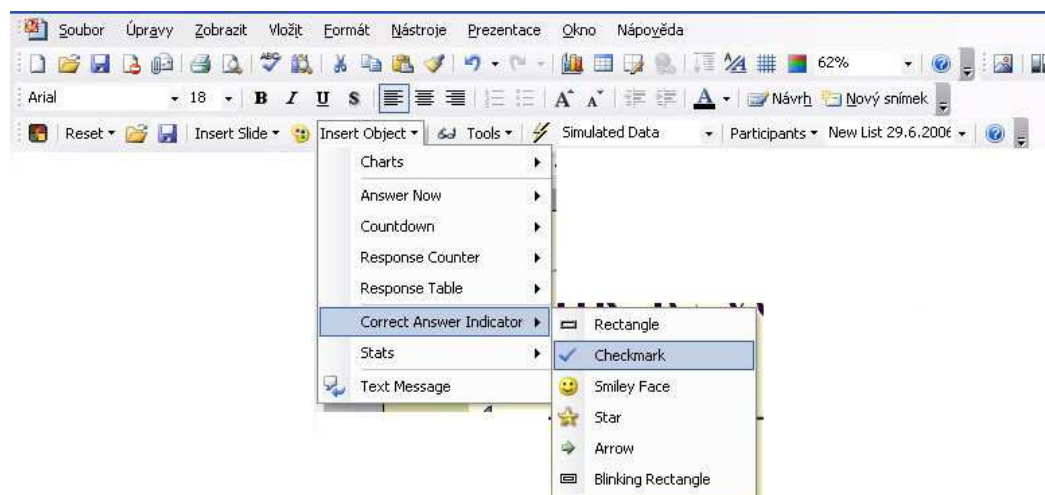 Soubor Úpravy Zobrazit Vložit Formát Nástroje Prezentace Okno Nápověda
62%
Arial 18 B I U S A A A Návrh Nový snímek
Reset Insert Slide Insert Object Tools Simulated Data Participants New List 29.6.2006
Charts
Answer Now
Countdown
Response Counter
Response Table
Correct Answer Indicator
Stats
Text Message
Rectangle
Checkmark
Smiley Face
Star
Arrow
Blinking Rectangle